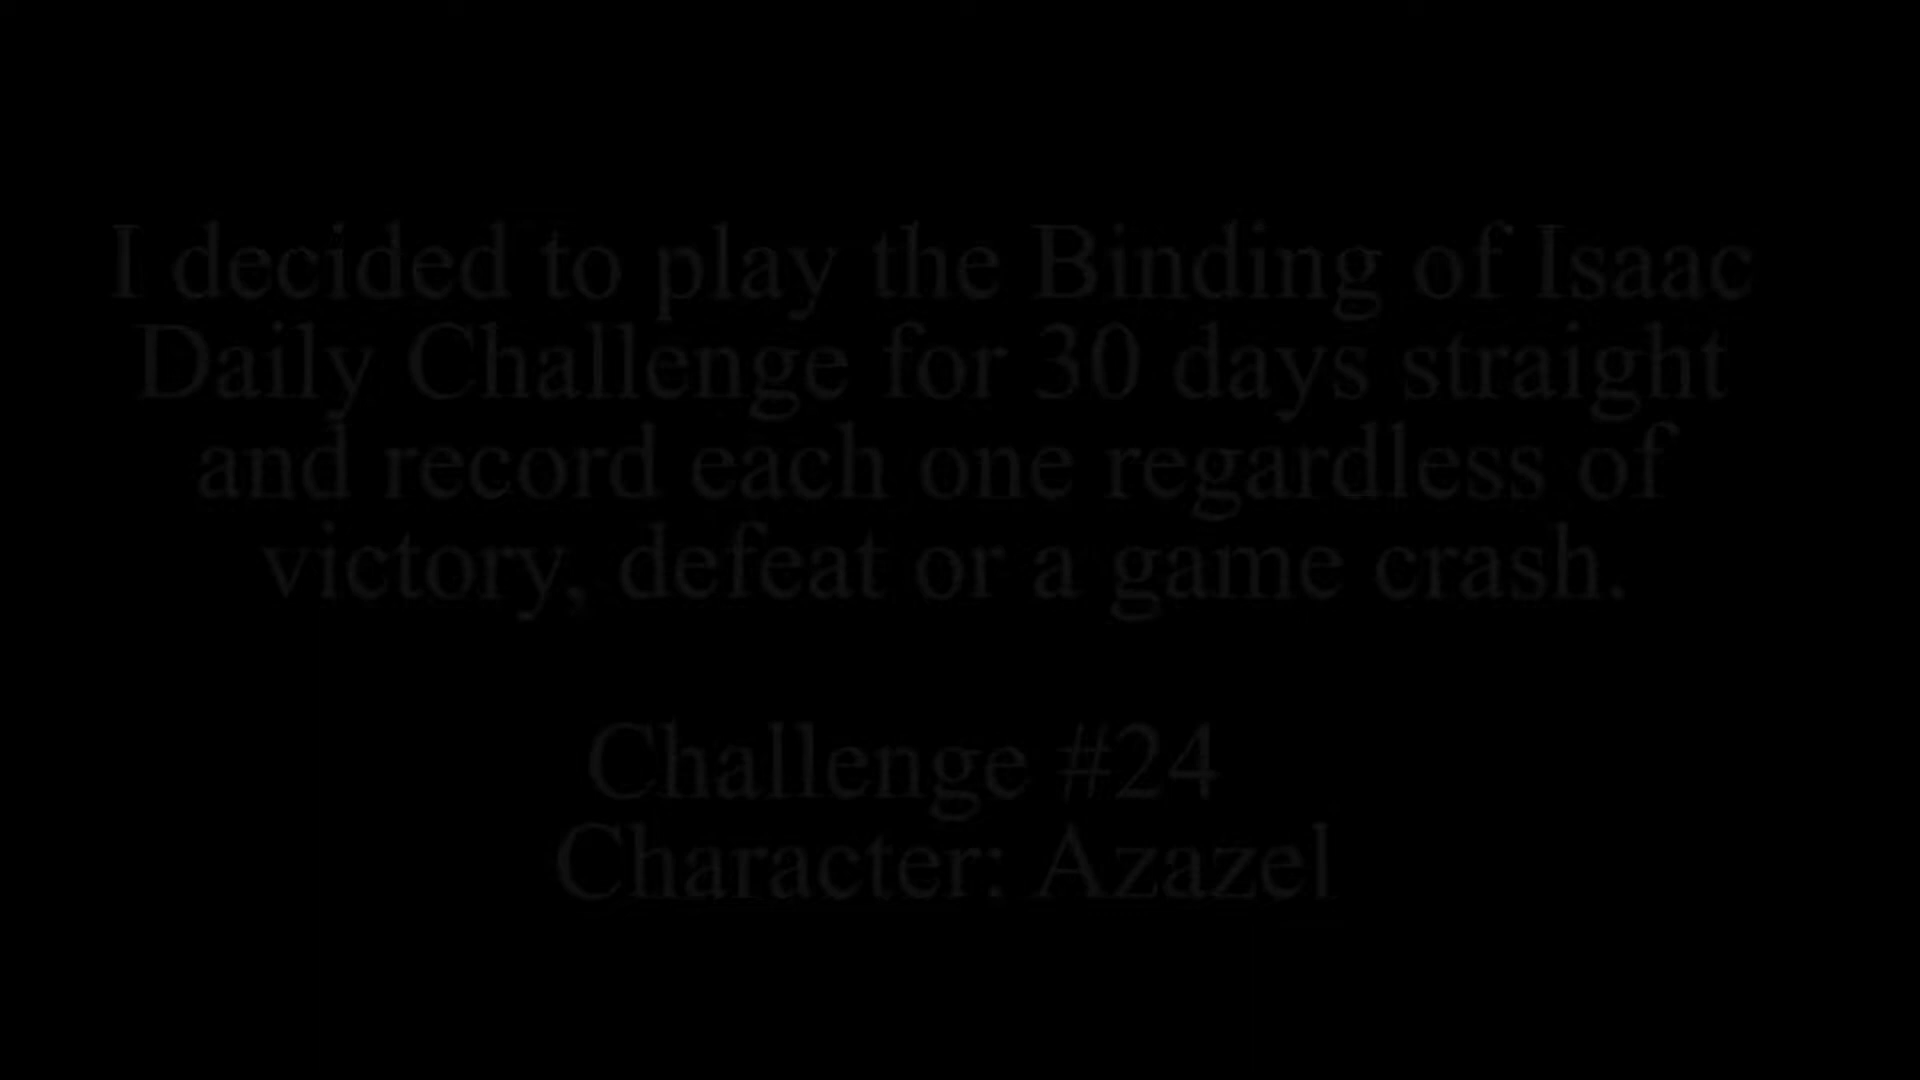 I decided to play the Binding of Isaac
Daily Challenge for 30 days straight
and record each one regardless of
victory, defeat or a game crash.
Challenge #24
Character: Azazel